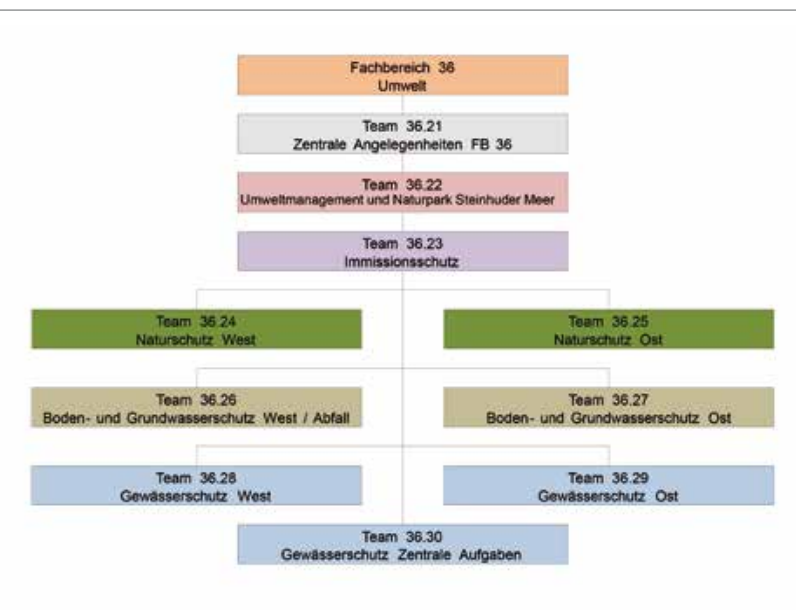 Fachbereich 36
Umwelt
Team 36.21
Zentrale Angelegenheiten FB 36
Team 36.22
Umweltmanagement und Naturpark Steinhuder Meer
Team 36.23
Immissionsschutz
Team 36.24
Naturschutz West
Team 36.25
Naturschutz Ost
Team 36.26
Boden- und Grundwasserschutz West / Abfall
Team 36.27
Boden- und Grundwasserschutz Ost
Team 36.28
Gewässerschutz West
Team 36.29
Gewässerschutz Ost
Team 36.30
Gewässerschutz Zentrale Aufgaben